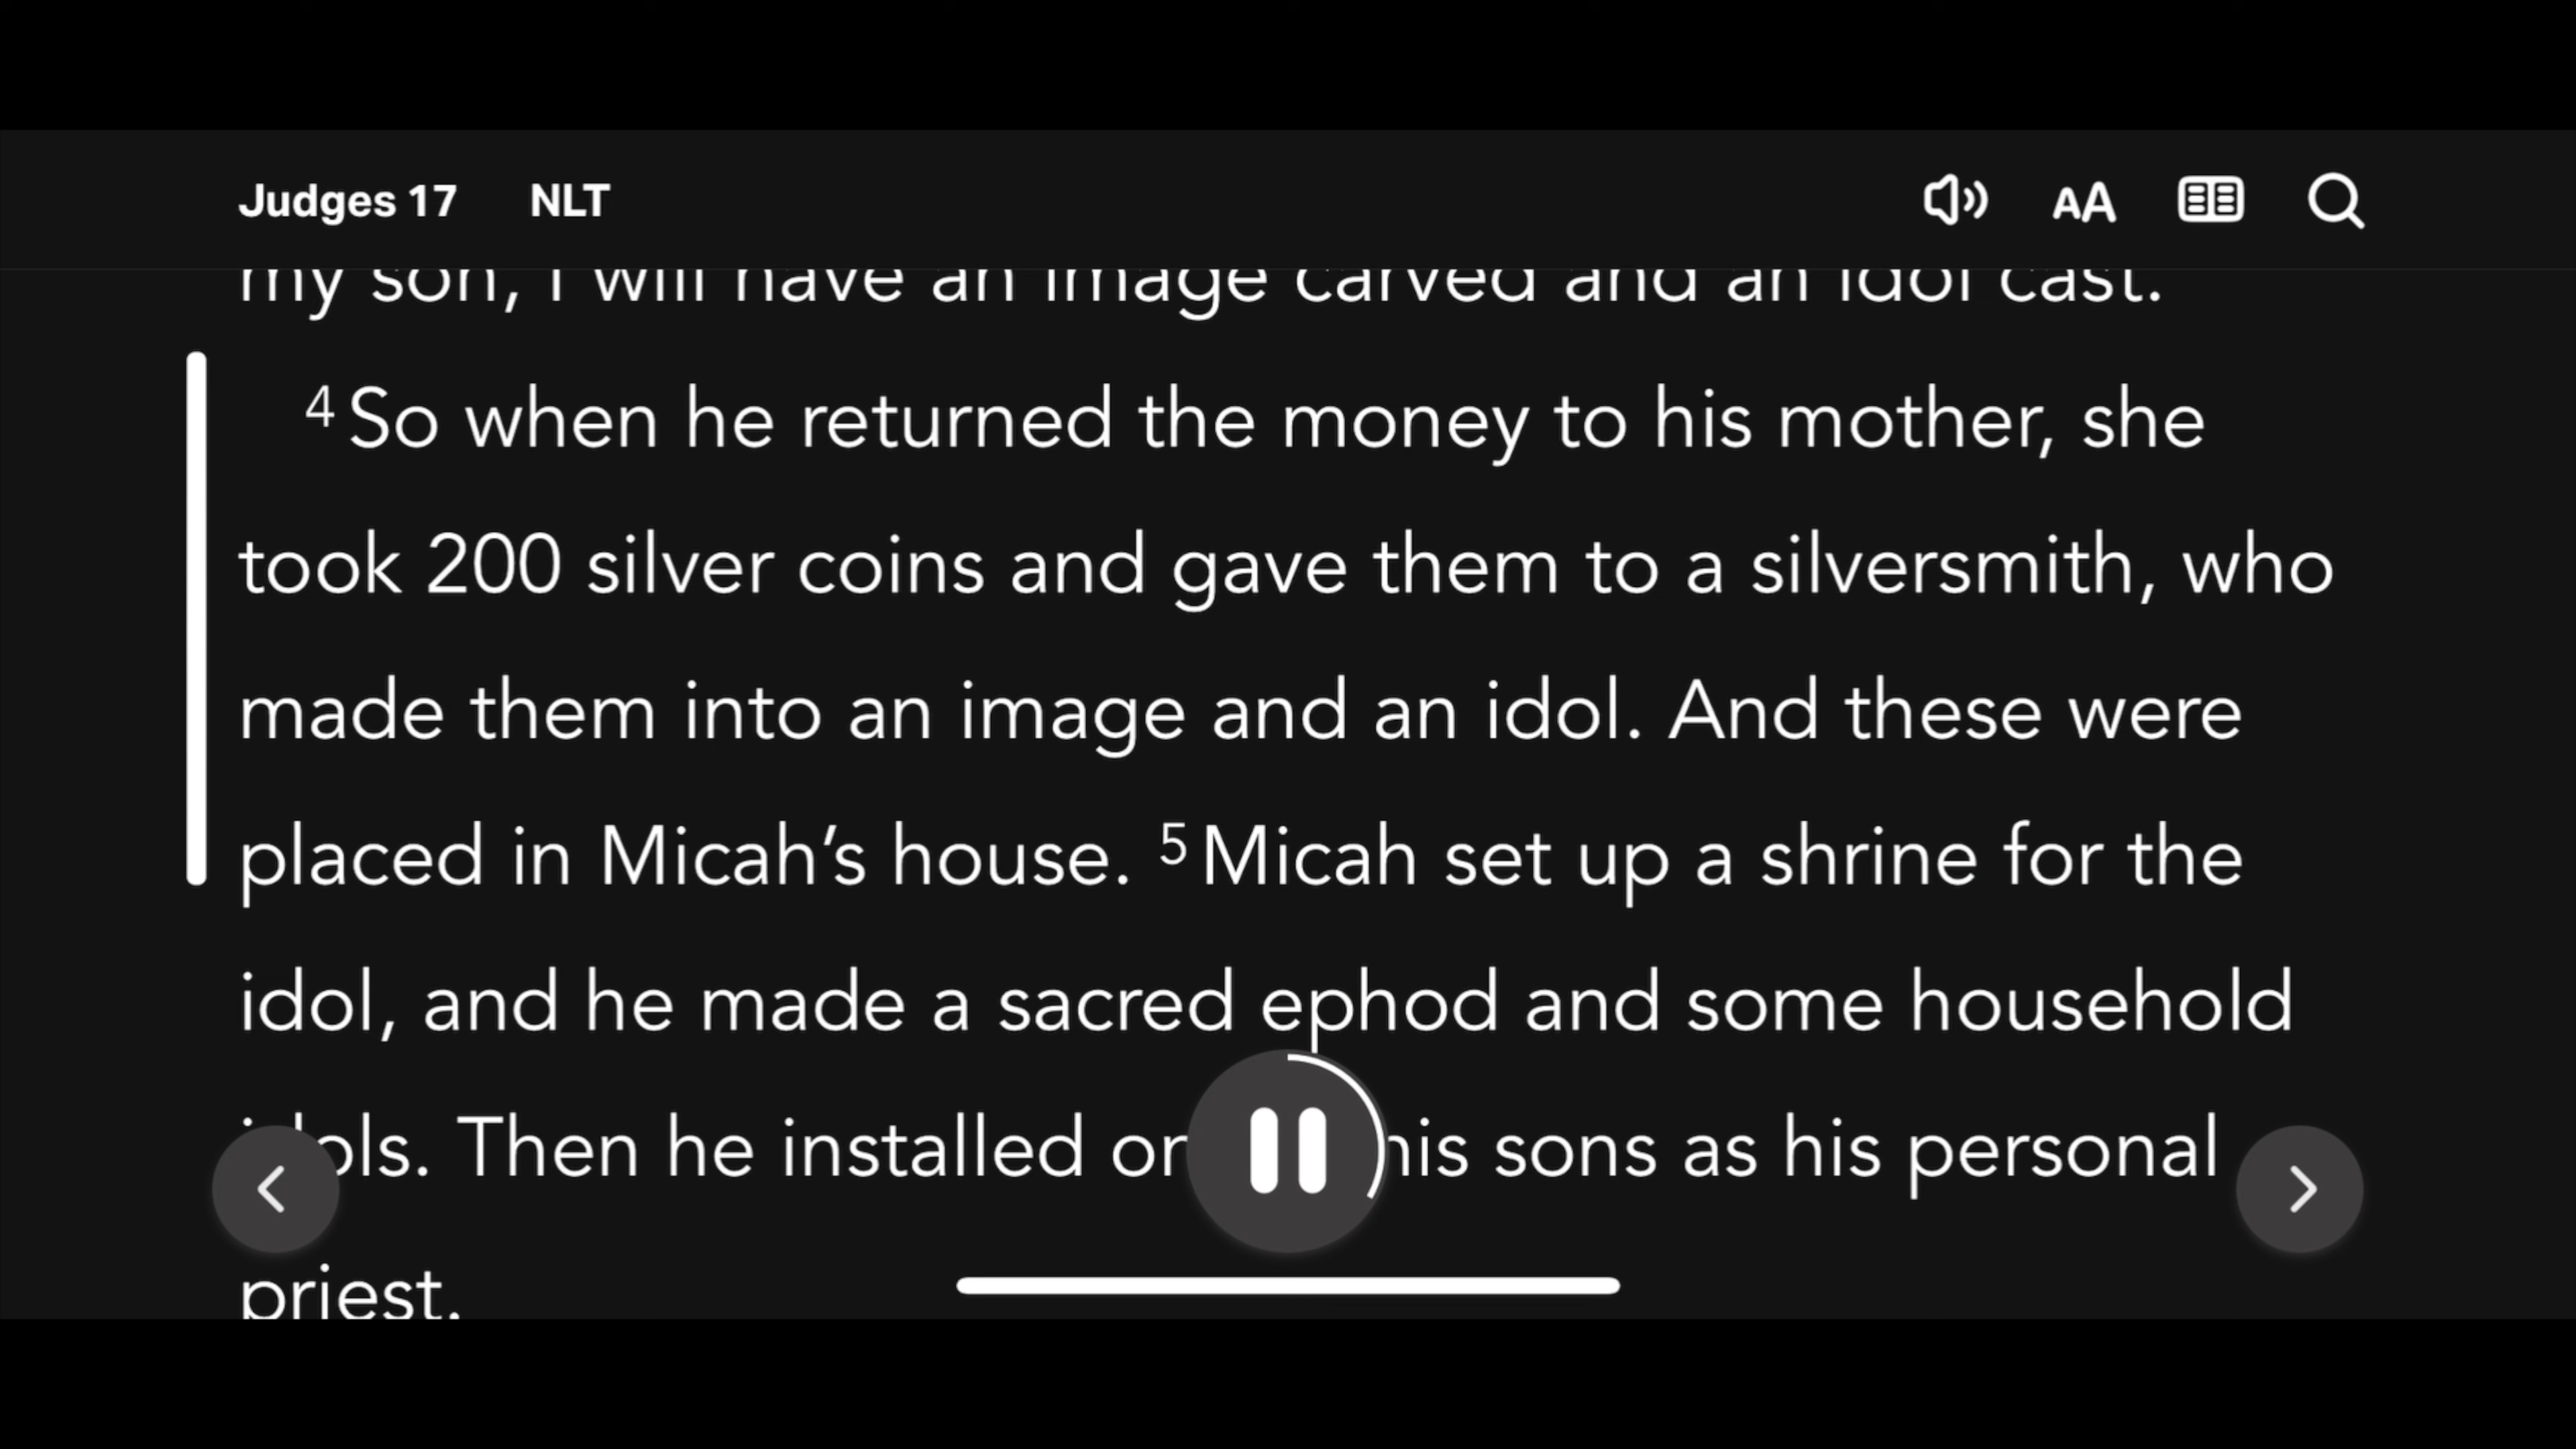 Judges 17 NLT AA
my son, I will have an image carved and an idol cast.
4 So when he returned the money to his mother, she
took 200 silver coins and gave them to a silversmith, who
made them into an image and an idol. And these were
placed in Micah’s house. 5 Micah set up a shrine for the
idol, and he made a sacred ephod and some household
idols. Then he installed his sons as his personal
priest.